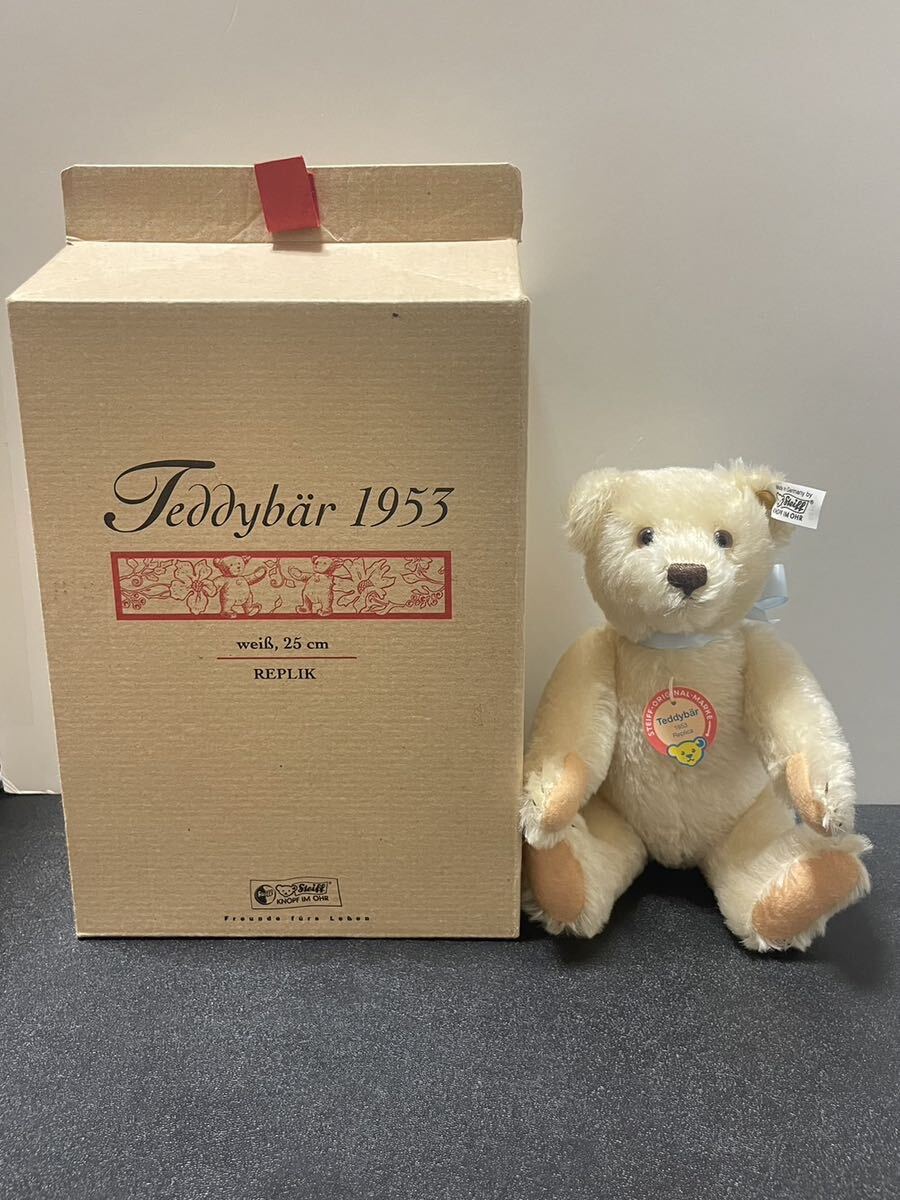 Teddybär 1953
weiß, 25 cm
REPLIK
Steiff
KNOPF IM OHR
Freunde fürs Leben
Made in Germany by
Steiff®
KNOPF IM OHR
STEIFF·ORIGINAL·MARKE
Teddybär
1953
Replica